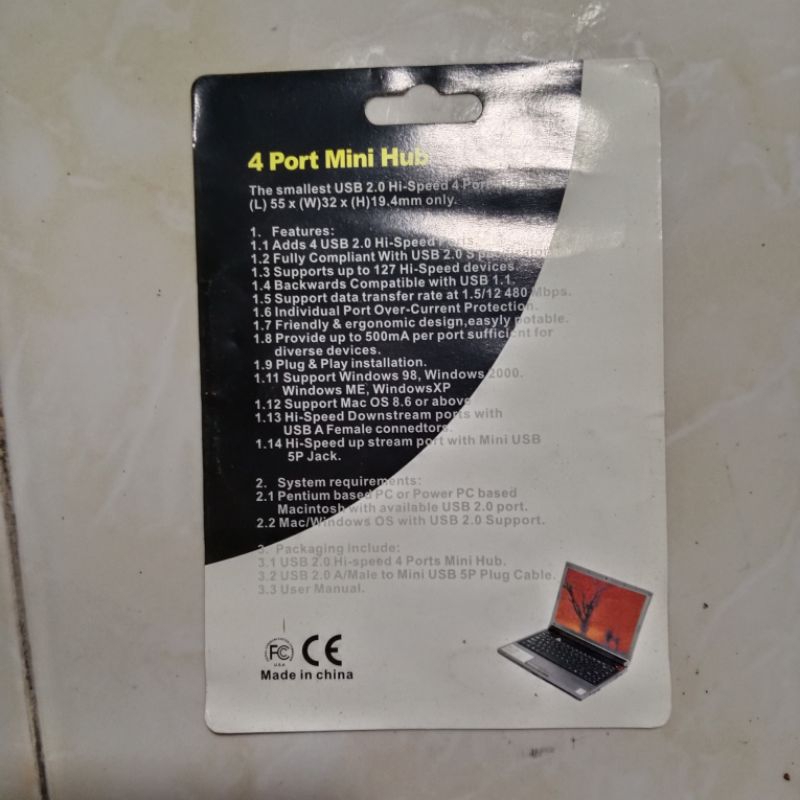 4 Port Mini Hub
The smallest USB 2.0 Hi-Speed 4 Port
(L) 55 x (W)32 x (H)19.4mm only.
1. Features:
1.1 Adds 4 USB 2.0 Hi-Speed Ports.
1.2 Fully Compliant With USB 2.0 S
1.3 Supports up to 127 Hi-Speed devices.
1.4 Backwards Compatible with USB 1.1.
1.5 Support data transfer rate at 1.5/12 480 Mbps.
1.6 Individual Port Over-Current Protection.
1.7 Friendly & ergonomic design,easyly potable.
1.8 Provide up to 500mA per port sufficient for
diverse devices.
1.9 Plug & Play installation.
1.11 Support Windows 98, Windows 2000.
Windows ME, WindowsXP
1.12 Support Mac OS 8.6 or above
1.13 Hi-Speed Downstream ports with
USB A Female connedtors.
1.14 Hi-Speed up stream port with Mini USB
5P Jack.
2. System requirements:
2.1 Pentium based PC or Power PC based
Macintosh with available USB 2.0 port.
2.2 Mac/Windows OS with USB 2.0 Support.
3. Packaging include:
3.1 USB 2.0 Hi-speed 4 Ports Mini Hub.
3.2 USB 2.0 A/Male to Mini USB 5P Plug Cable.
3.3 User Manual.
FC CE
U.S.A
Made in china